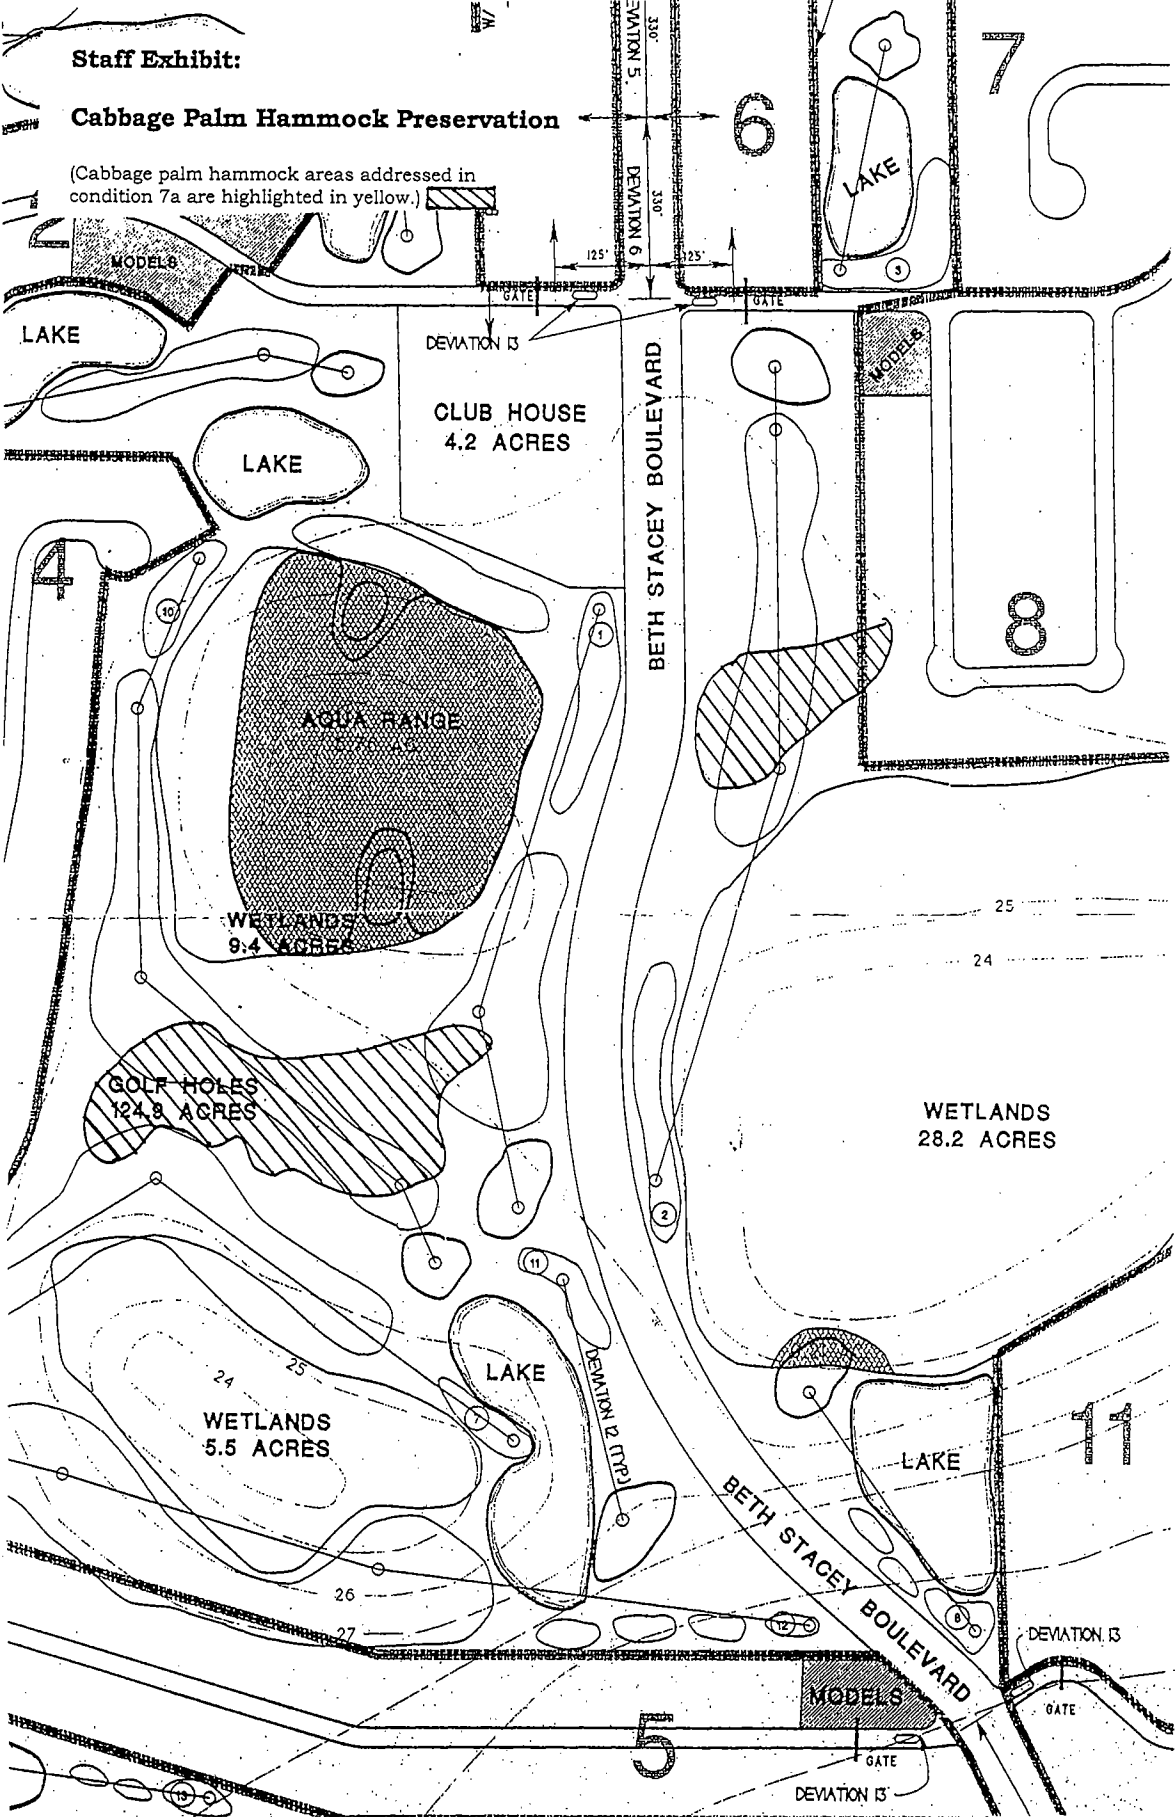 Staff Exhibit:
Cabbage Palm Hammock Preservation
(Cabbage palm hammock areas addressed in
condition 7a are highlighted in yellow.)
DEVIATION 6
330'
330'
125'
6
7
LAKE
3
MODELS
GATE
GATE
DEVIATION 13
LAKE
MODELS
CLUB HOUSE
4.2 ACRES
BETH STACEY BOULEVARD
LAKE
4
10
1
8
AQUA RANGE
WETLANDS
9.4 ACRES
25
24
GOLF HOLES
124.9 ACRES
WETLANDS
28.2 ACRES
2
11
LAKE
DEVIATION 12 (TYP.)
25
24
WETLANDS
5.5 ACRES
7
LAKE
11
BETH STACEY BOULEVARD
26
27
12
8
DEVIATION 13
GATE
MODELS
5
GATE
DEVIATION 13
13